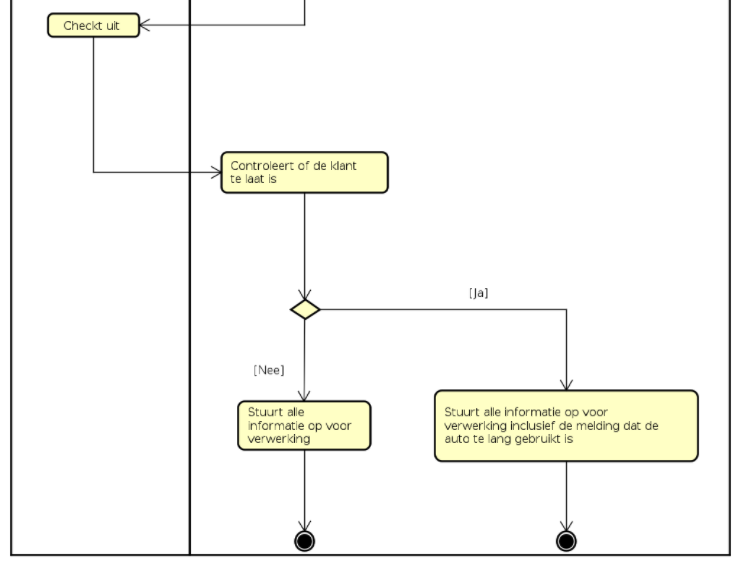 Checkt uit
Controleert of de klant
te laat is
[Ja]
[Nee]
Stuurt alle
informatie op voor
verwerking
Stuurt alle informatie op voor
verwerking inclusief de melding dat de
auto te lang gebruikt is